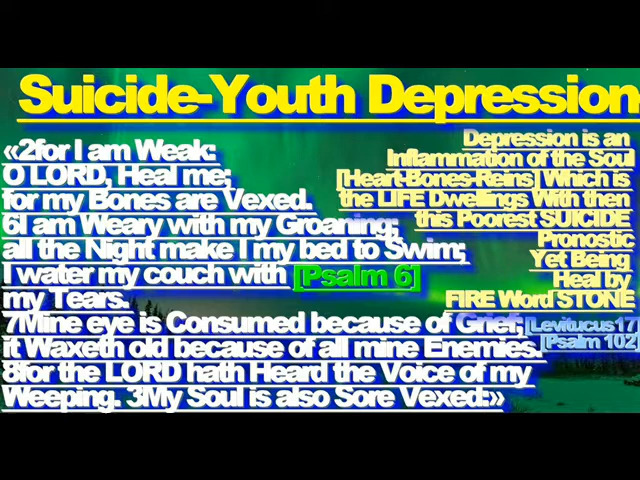 Suicide-Youth Depression
«2for I am Weak:
O LORD, Heal me;
for my Bones are Vexed.
6I am Weary with my Groaning;
all the Night make I my bed to Swim;
I water my couch with [Psalm 6]
my Tears.
7Mine eye is Consumed because of Grief;
it Waxeth old because of all mine Enemies.
8for the LORD hath Heard the Voice of my
Weeping. 3My Soul is also Sore Vexed:»
Depression is an
Inflammation of the Soul
[Heart-Bones-Reins] Which is
the LIFE Dwellings With then
this Poorest SUICIDE
Pronostic
Yet Being
Heal by
FIRE Word STONE
[Levitucus17]
[Psalm 102]